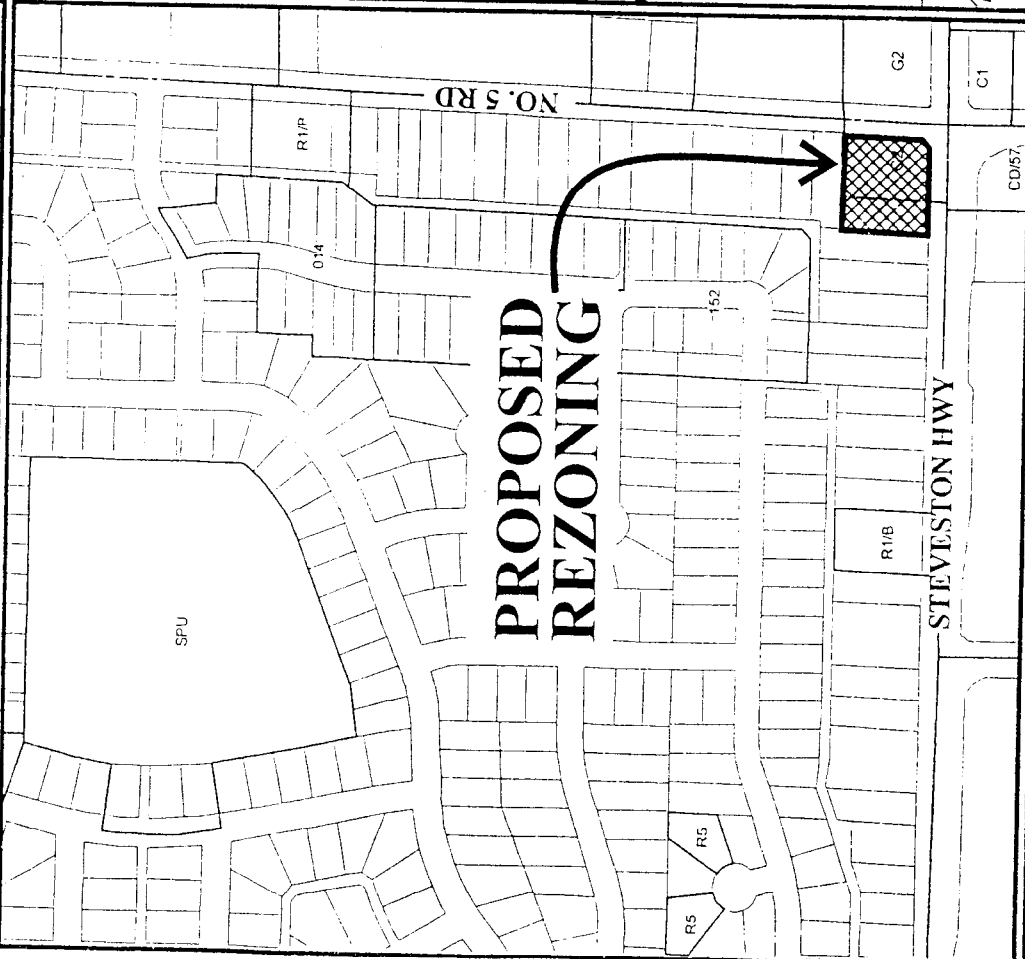 G2
NO. 5 RD
C1
R1/P
CD/57
014
152
PROPOSED
REZONING
STEVESTON HWY
R1/B
SPU
R5
R5